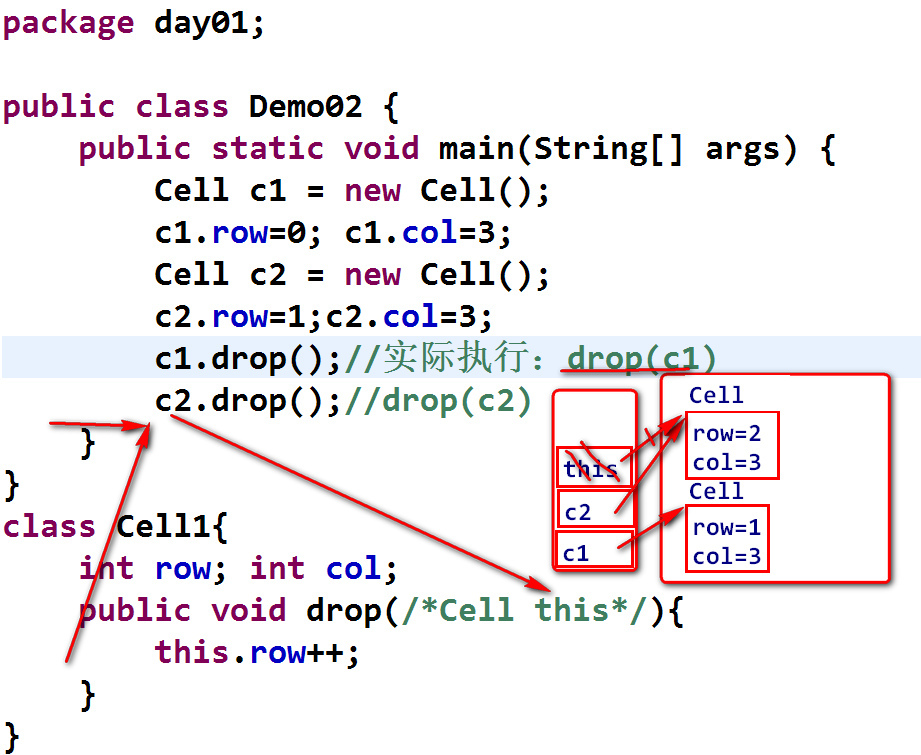 package day01;
public class Demo02 {
public static void main(String[] args) {
Cell c1 = new Cell();
c1.row=0; c1.col=3;
Cell c2 = new Cell();
c2.row=1;c2.col=3;
c1.drop();//实际执行：drop(c1)
c2.drop();//drop(c2)
}
}
class Cell1{
int row; int col;
public void drop(/*Cell this*/){
this.row++;
}
}
this
c2
c1
Cell
row=2
col=3
Cell
row=1
col=3